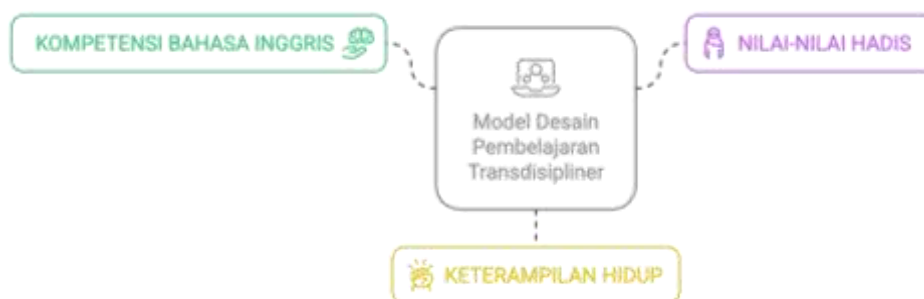 KOMPETENSI BAHASA INGGRIS
NILAI-NILAI HADIS
Model Desain
Pembelajaran
Transdisipliner
KETERAMPILAN HIDUP